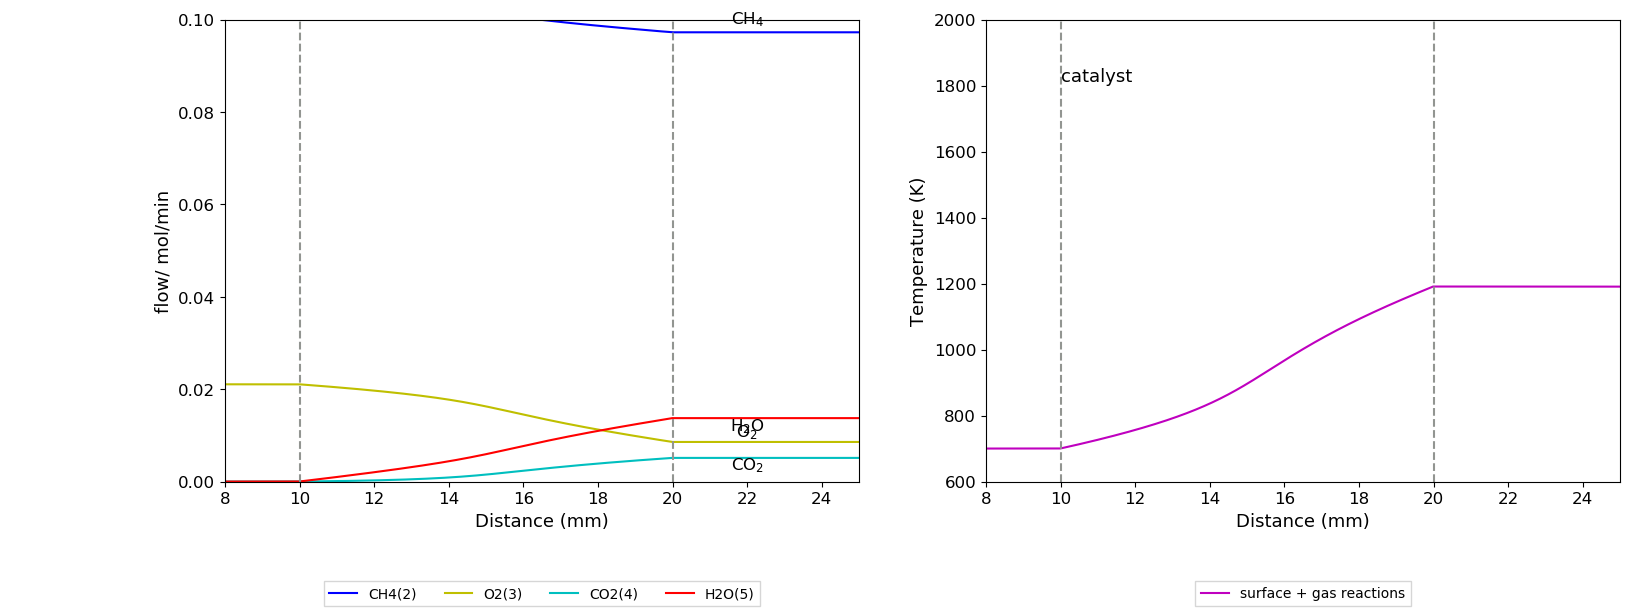 0.10
0.08
0.06
0.04
0.02
0.00
flow/ mol/min
8 10 12 14 16 18 20 22 24
Distance (mm)
CH₄
H₂O
O₂
CO₂
CH4(2) O2(3) CO2(4) H2O(5)
2000
1800
1600
1400
1200
1000
800
600
Temperature (K)
catalyst
8 10 12 14 16 18 20 22 24
Distance (mm)
surface + gas reactions